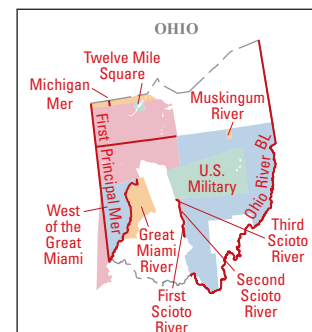 OHIO
Twelve Mile
Square
Michigan
Mer
Muskingum
River
First Principal Mer
Ohio River BL
U.S.
Military
West
of the
Great
Miami
Great
Miami
River
Third
Scioto
River
Second
Scioto
River
First
Scioto
River